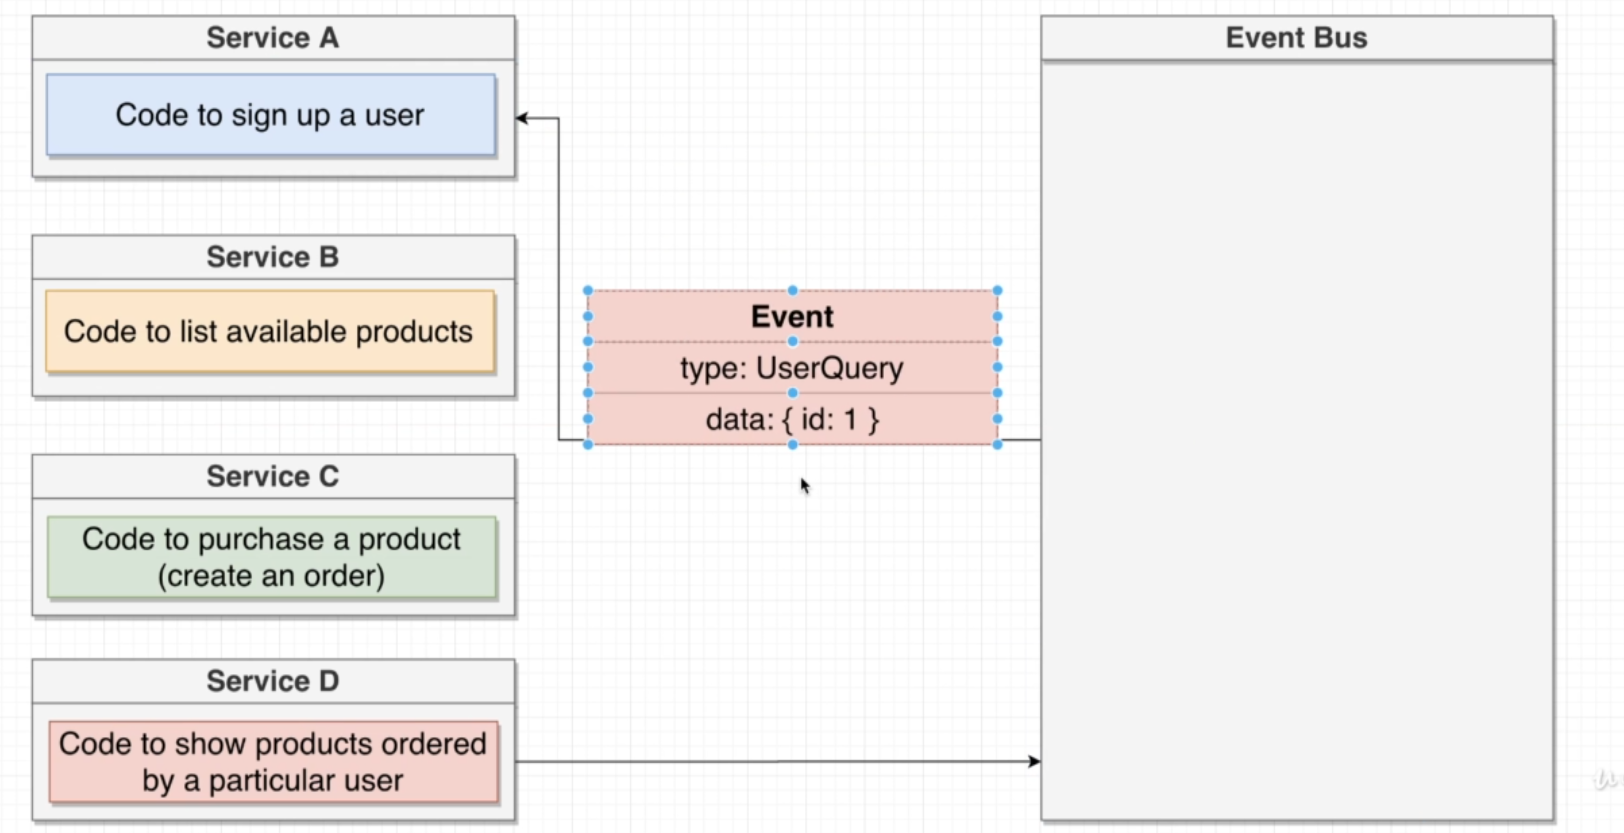 Service A
Code to sign up a user
Service B
Code to list available products
Service C
Code to purchase a product
(create an order)
Service D
Code to show products ordered
by a particular user
Event
type: UserQuery
data: { id: 1 }
Event Bus